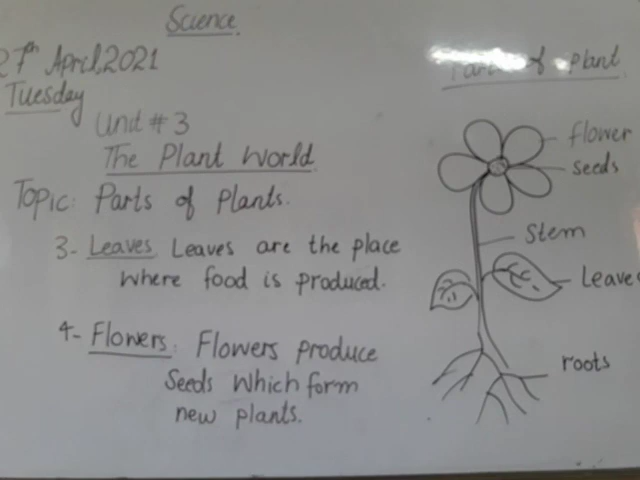 Science.
27th April,2021
Tuesday
Unit # 3
The Plant World.
Topic: Parts of Plants.
3- Leaves Leaves are the place
where food is produced.
4- Flowers: Flowers produce
Seeds which form
new plants.
Parts of plant
flower
seeds
Stem
Leave
roots